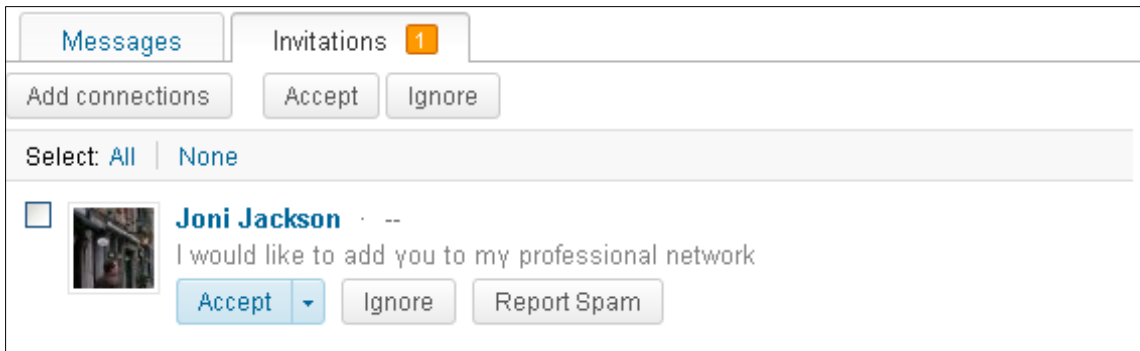 Messages Invitations 1
Add connections Accept Ignore
Select: All None
Joni Jackson · --
I would like to add you to my professional network
Accept Ignore Report Spam